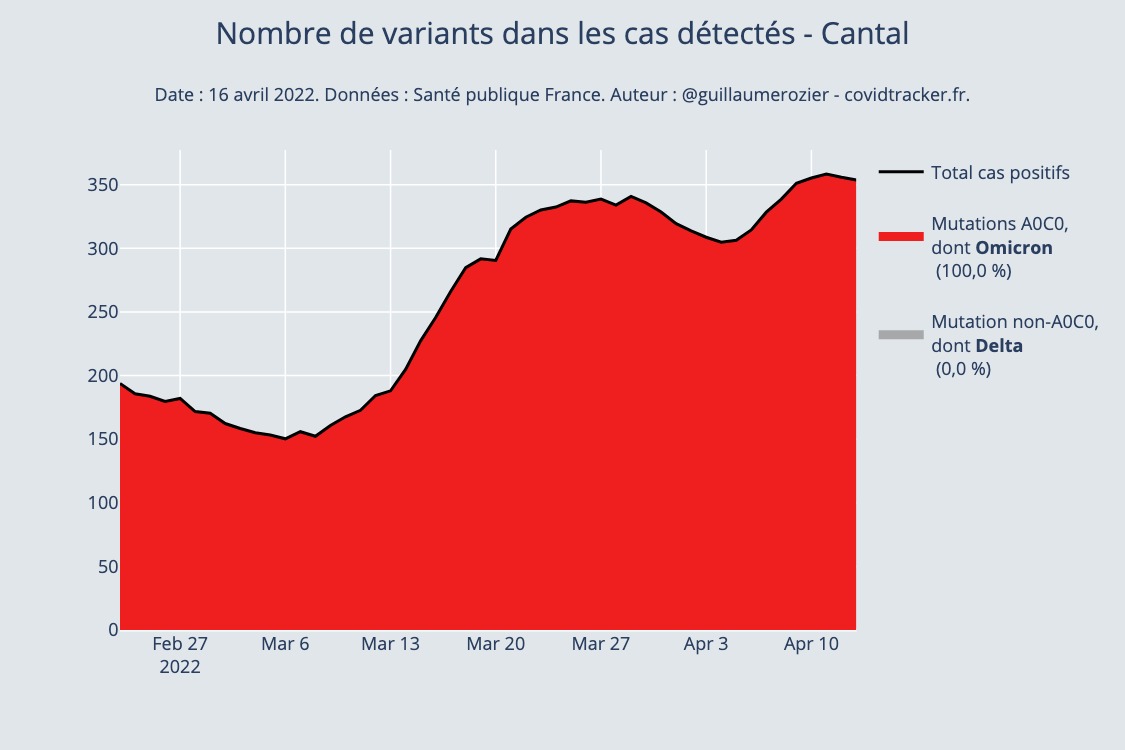 Nombre de variants dans les cas détectés - Cantal
Date : 16 avril 2022. Données : Santé publique France. Auteur : @guillaumerozier - covidtracker.fr.
350
300
250
200
150
100
50
0
Feb 27
2022
Mar 6
Mar 13
Mar 20
Mar 27
Apr 3
Apr 10
Total cas positifs
Mutations A0C0,
dont Omicron
(100,0 %)
Mutation non-A0C0,
dont Delta
(0,0 %)